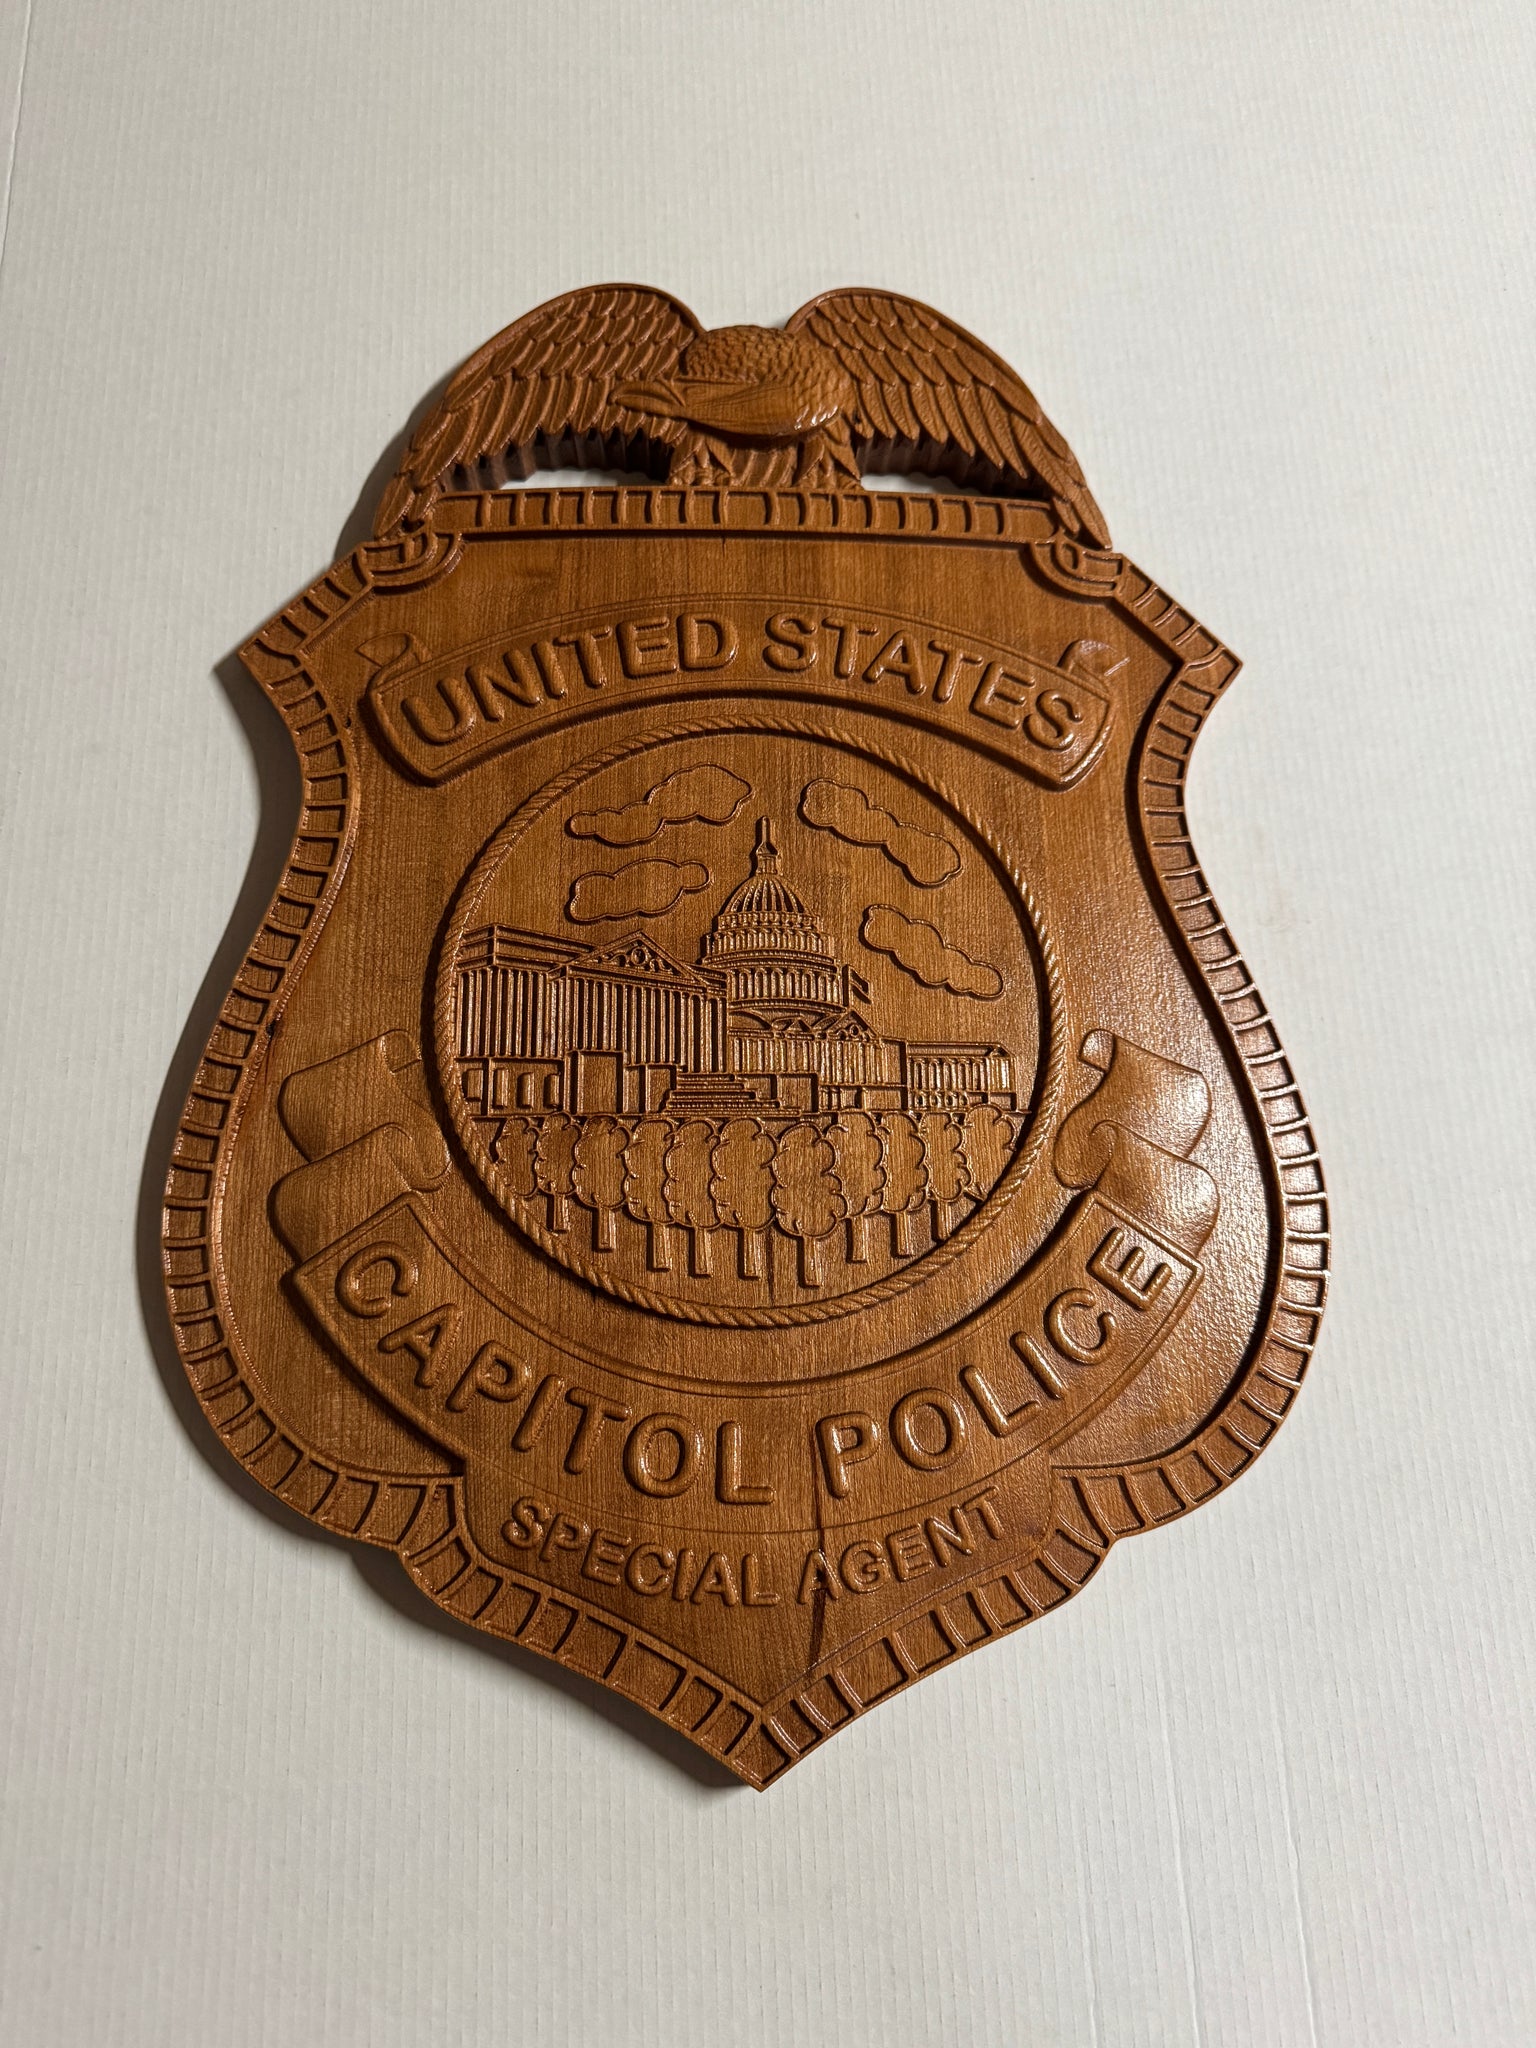 UNITED STATES
CAPITOL POLICE
SPECIAL AGENT